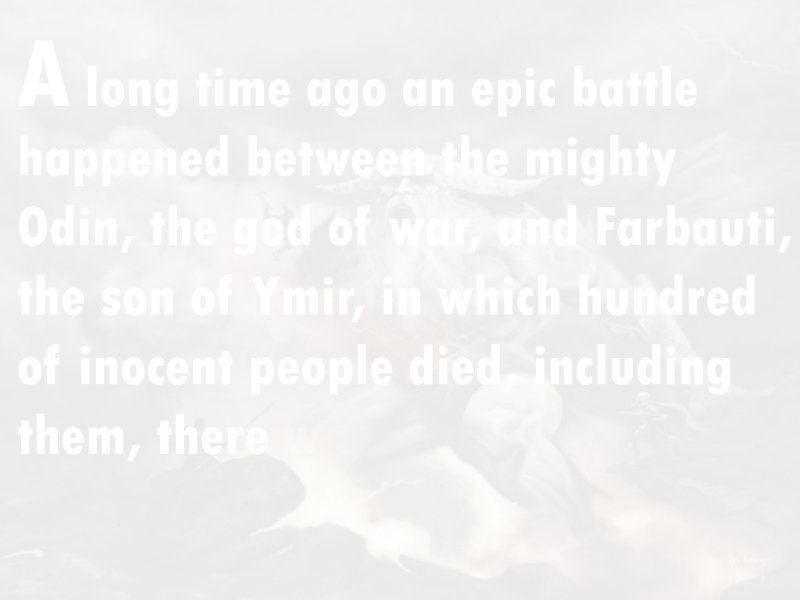 A long time ago an epic battle
happened between the mighty
Odin, the god of war, and Farbauti,
the son of Ymir, in which hundred
of inocent people died, including
them, there